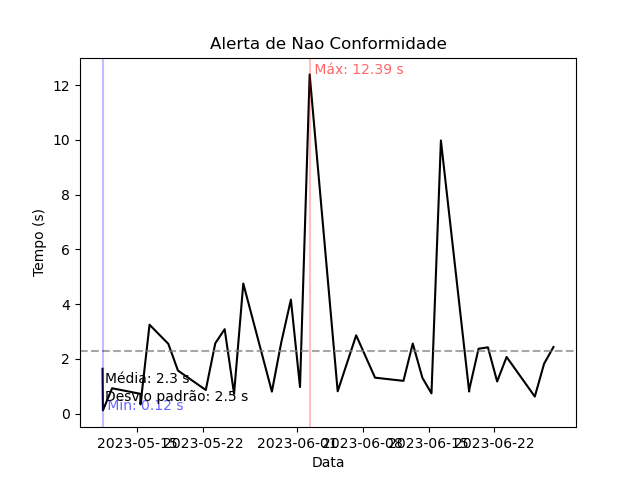 Alerta de Nao Conformidade
Máx: 12.39 s
12
10
8
6
4
2
0
Tempo (s)
Média: 2.3 s
Desvio padrão: 2.5 s
Mín: 0.12 s
2023-05-15 2023-05-22 2023-06-01 2023-06-08 2023-06-15 2023-06-22
Data